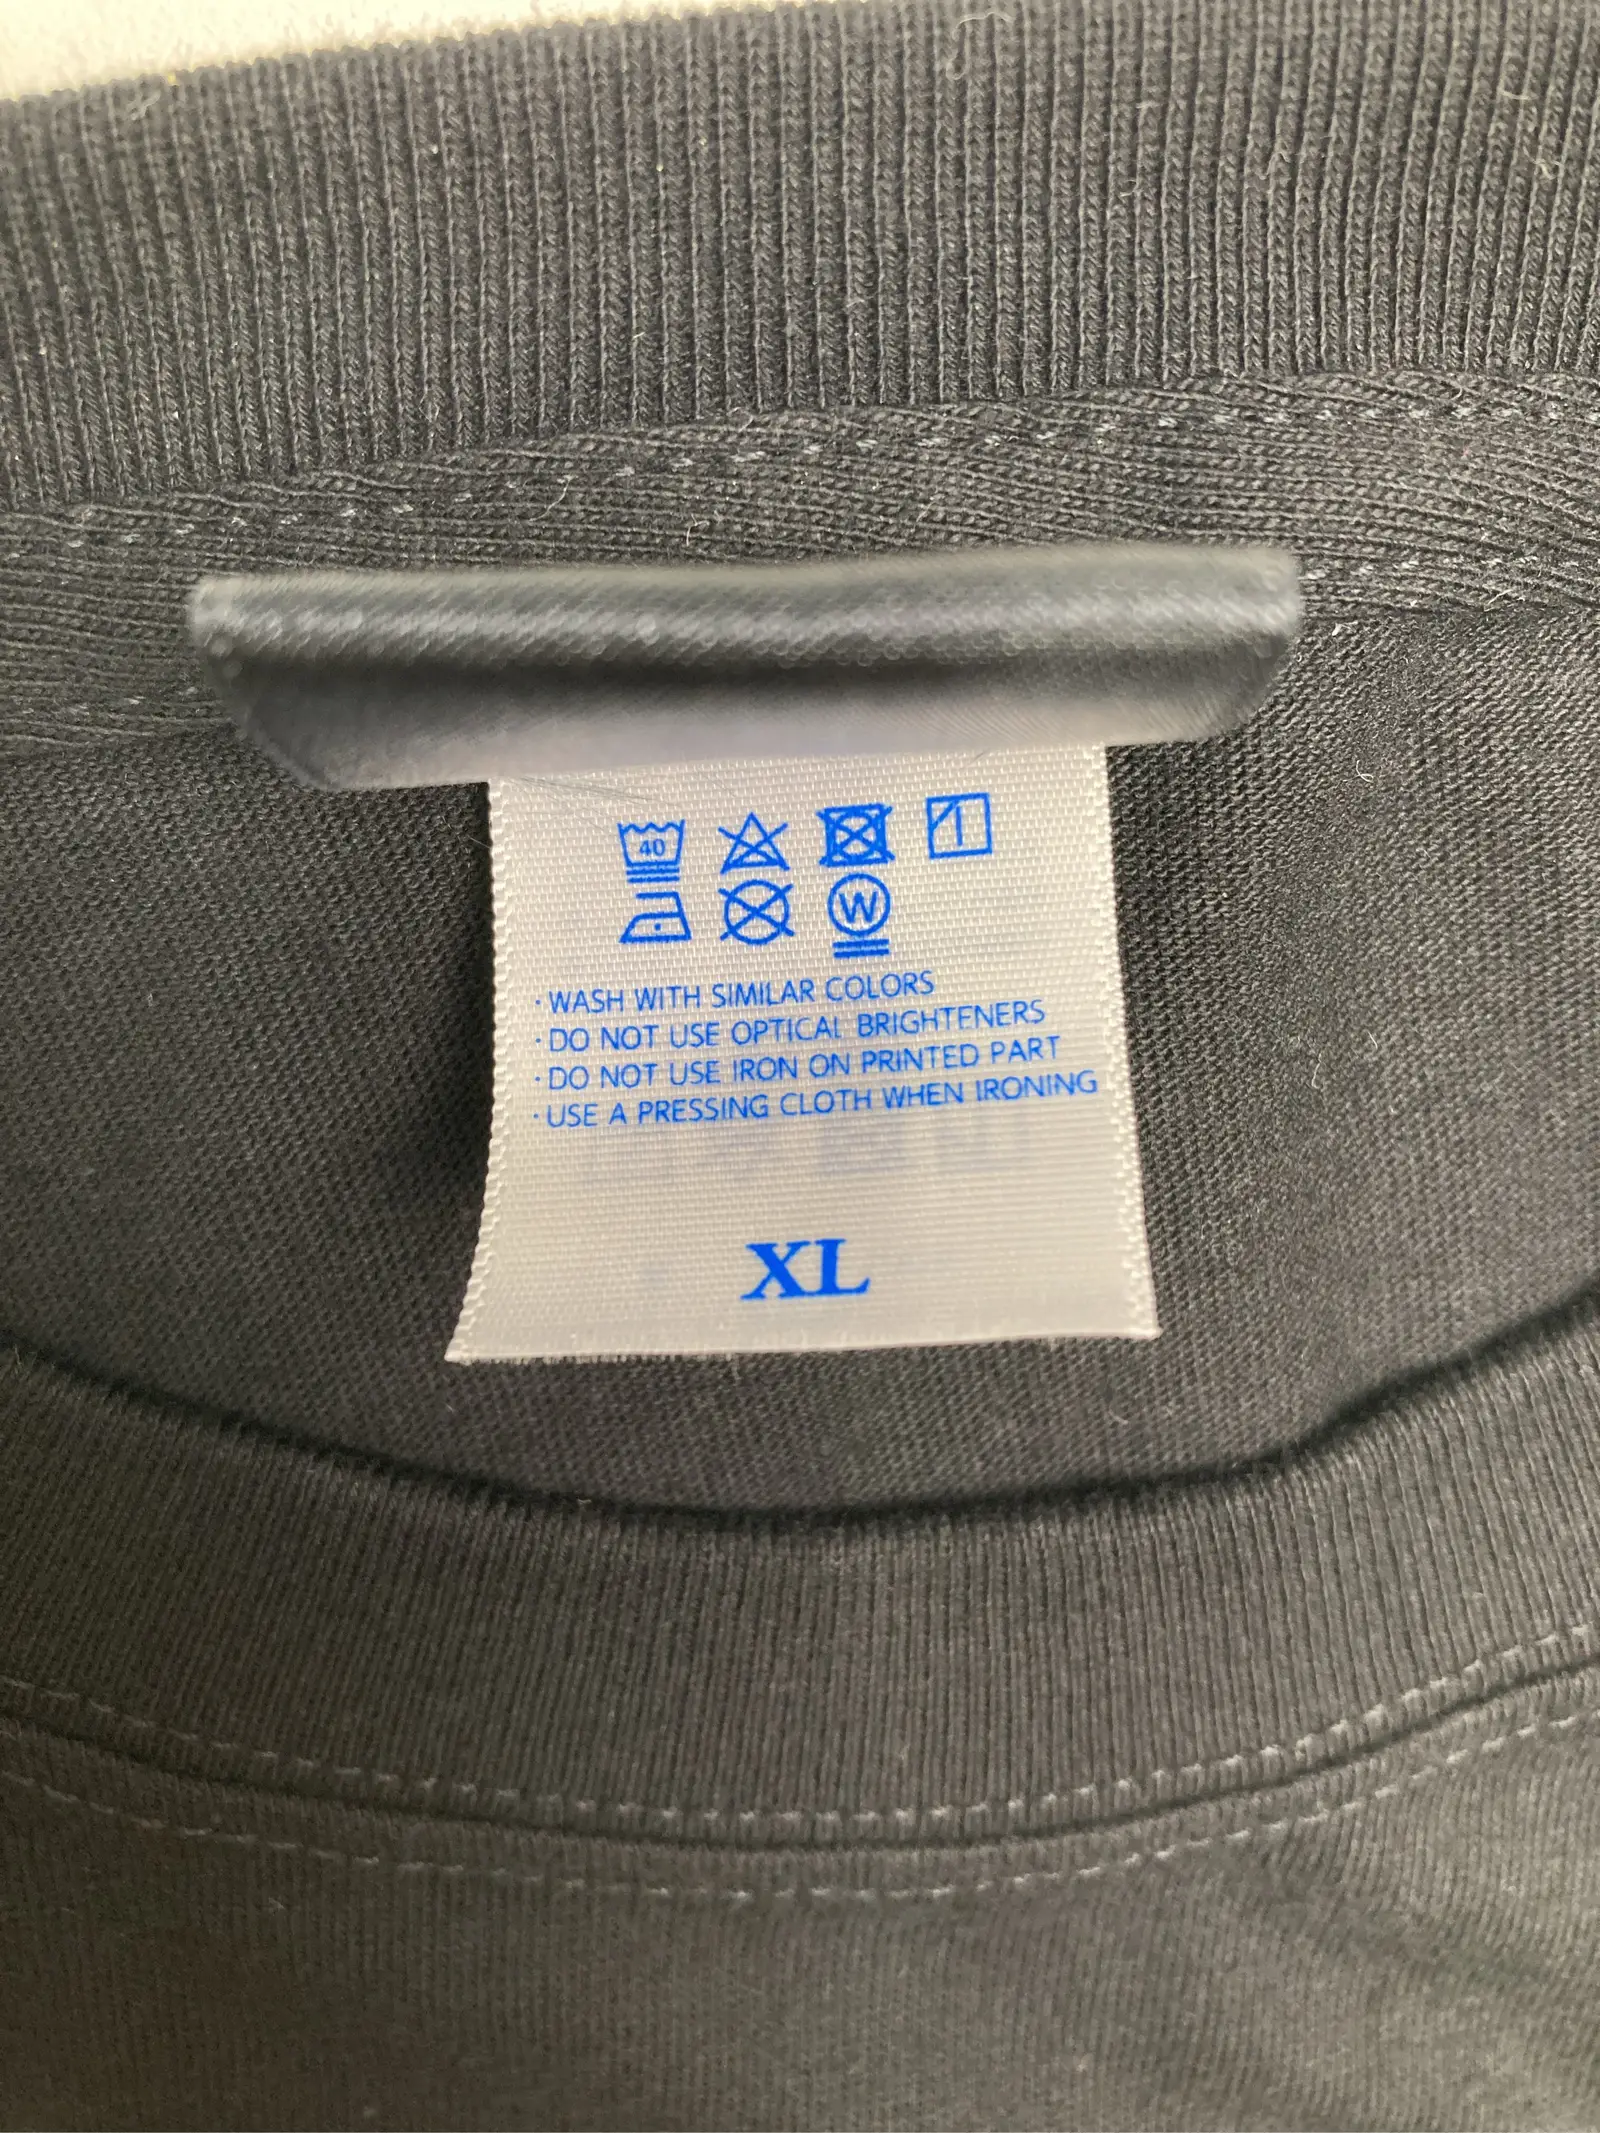 40
W
· WASH WITH SIMILAR COLORS
· DO NOT USE OPTICAL BRIGHTENERS
· DO NOT USE IRON ON PRINTED PART
· USE A PRESSING CLOTH WHEN IRONING
XL